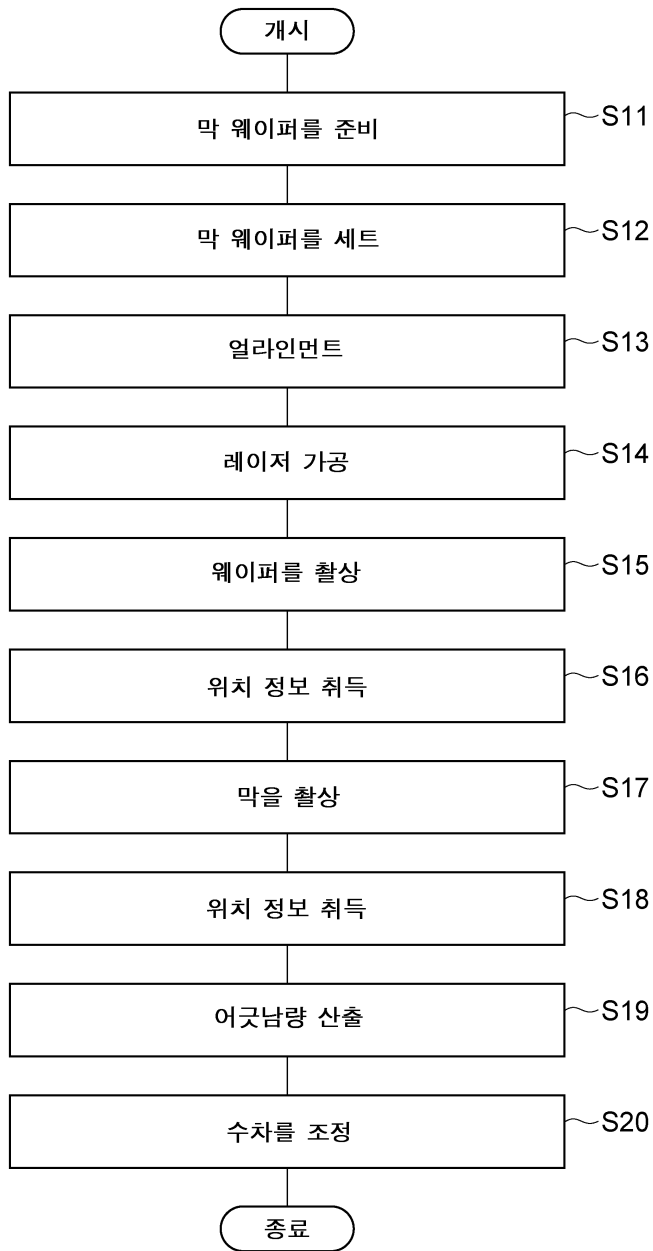 개시
막 웨이퍼를 준비
S11
막 웨이퍼를 세트
S12
얼라인먼트
S13
레이저 가공
S14
웨이퍼를 촬상
S15
위치 정보 취득
S16
막을 촬상
S17
위치 정보 취득
S18
어긋남량 산출
S19
수차를 조정
S20
종료